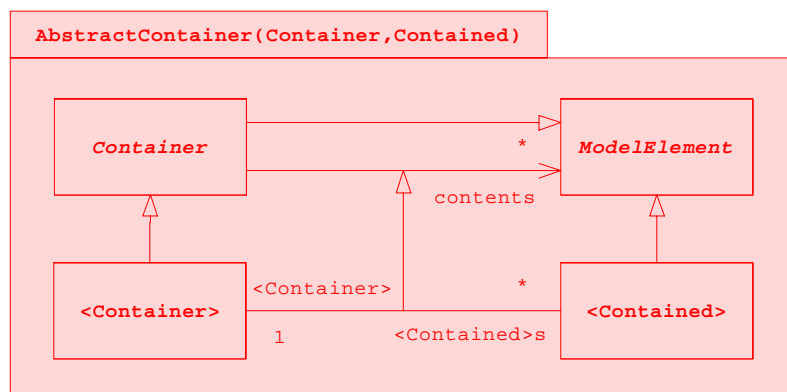 AbstractContainer(Container,Contained)
Container
*
ModelElement
contents
<Container>
<Container>
*
<Contained>
1
<Contained>s